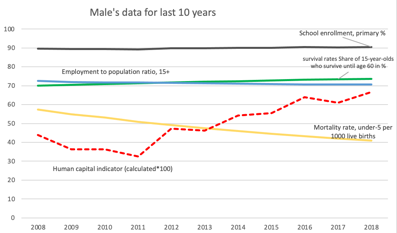 Male's data for last 10 years
100
School enrollment, primary %
90
survival rates Share of 15-year-olds
who survive until age 60 in %
80
Employment to population ratio, 15+
70
60
50
Mortality rate, under-5 per
1000 live births
40
30
Human capital indicator (calculated*100)
20
10
0
2008 2009 2010 2011 2012 2013 2014 2015 2016 2017 2018